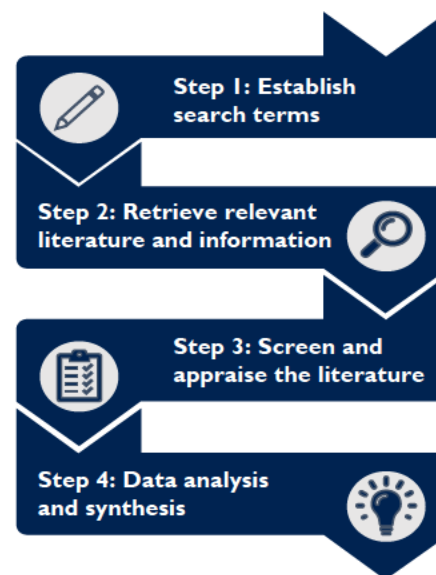 Step 1: Establish
search terms
Step 2: Retrieve relevant
literature and information
Step 3: Screen and
appraise the literature
Step 4: Data analysis
and synthesis